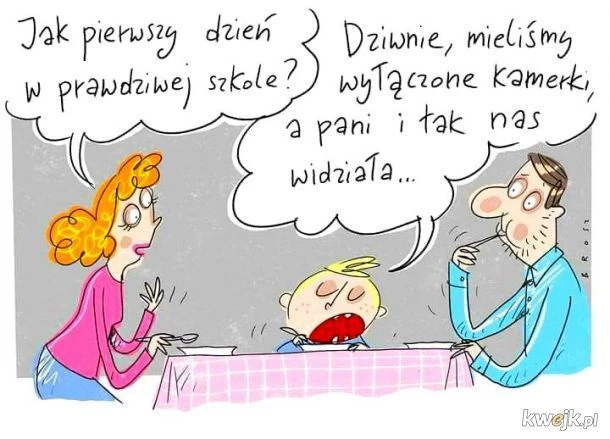 Jak pierwszy dzień
w prawdziwej szkole?
Dziwnie, mieliśmy
wyłączone kamerki,
a pani i tak nas
widziała...
BROSZ
kwejk.pl